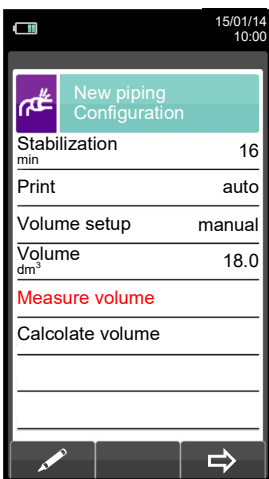 15/01/14
10:00
New piping
Configuration
Stabilization
min
16
Print auto
Volume setup manual
Volume
dm³
18.0
Measure volume
Calcolate volume